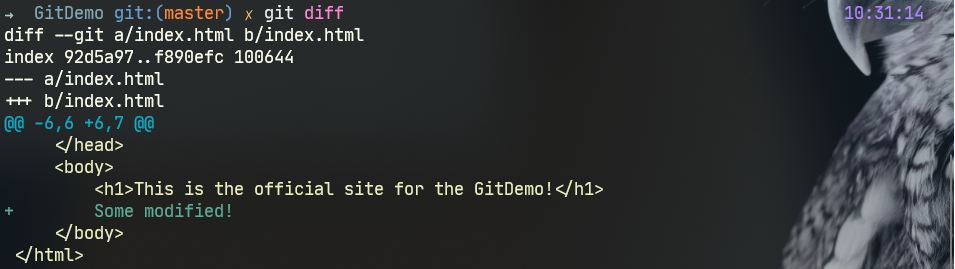 → GitDemo git:(master) ✗ git diff 10:31:14
diff --git a/index.html b/index.html
index 92d5a97..f890efc 100644
--- a/index.html
+++ b/index.html
@@ -6,6 +6,7 @@
     </head>
     <body>
         <h1>This is the official site for the GitDemo!</h1>
+        Some modified!
     </body>
 </html>